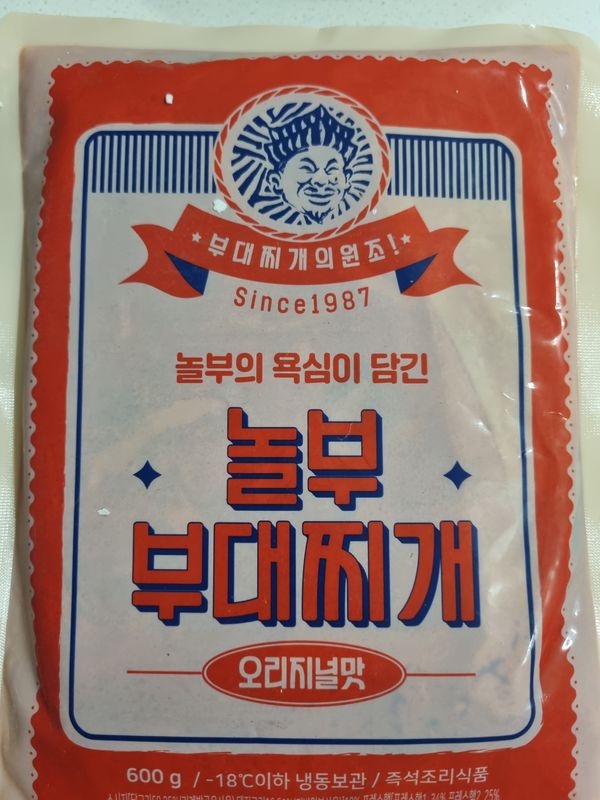 부대찌개의원조!
Since1987
놀부의 욕심이 담긴
놀부
부대찌개
오리지널맛
600 g / -18℃이하 냉동보관 / 즉석조리식품